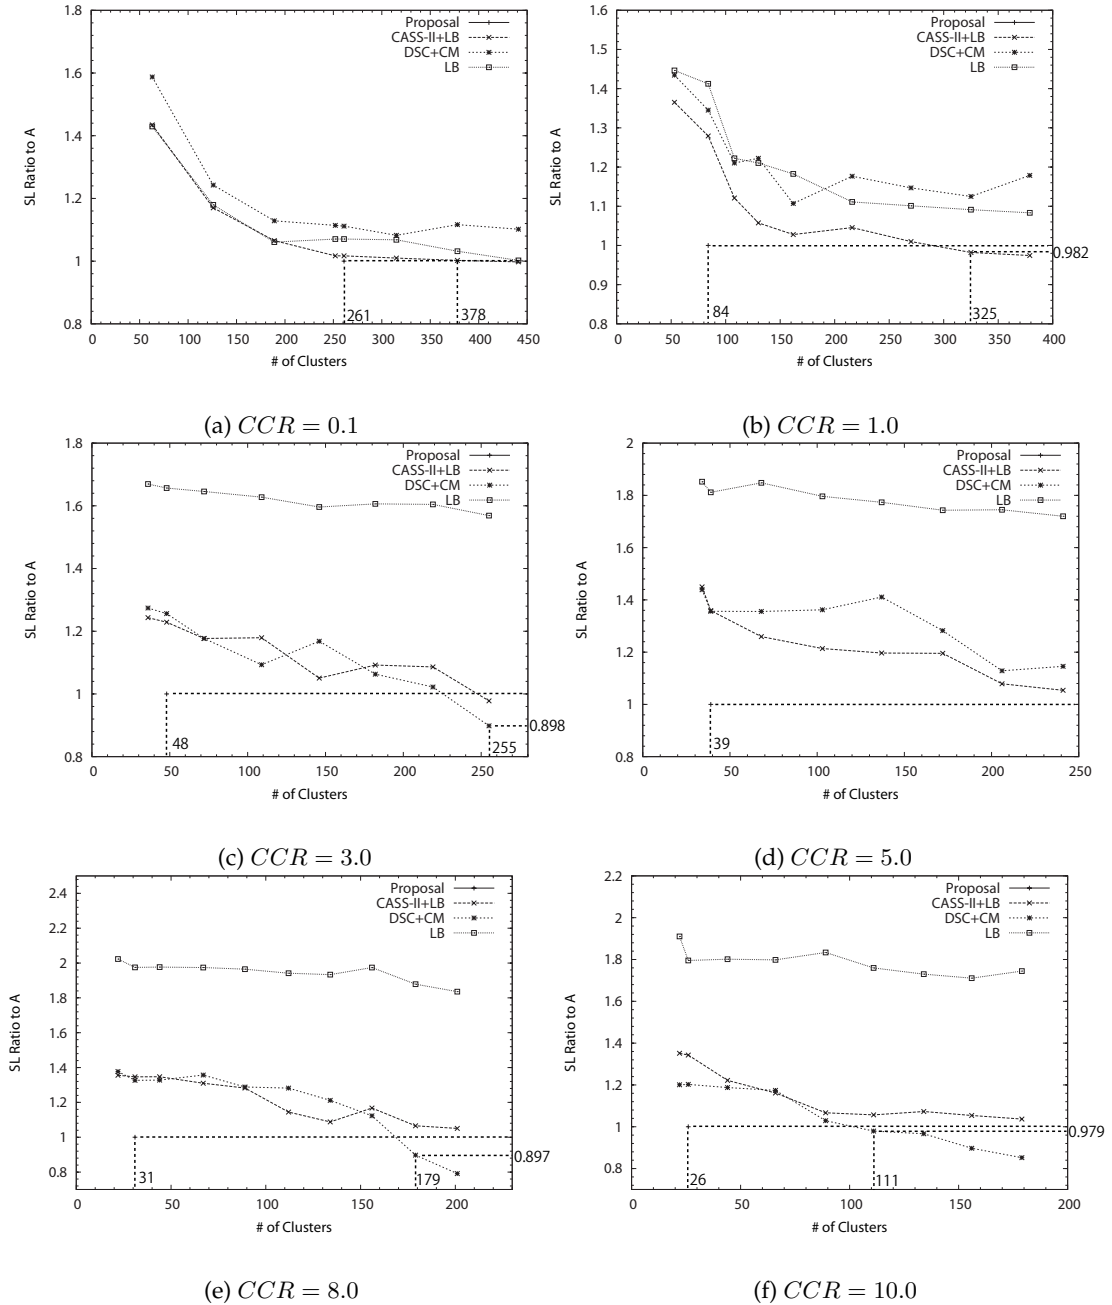 1.8
1.6
1.4
1.2
1
0.8
SL Ratio to A
Proposal
CASS-II+LB
DSC+CM
LB
261
378
0 50 100 150 200 250 300 350 400 450
# of Clusters
(a) CCR = 0.1
1.6
1.5
1.4
1.3
1.2
1.1
1
0.9
0.8
SL Ratio to A
Proposal
CASS-II+LB
DSC+CM
LB
0.982
84
325
0 50 100 150 200 250 300 350 400
# of Clusters
(b) CCR = 1.0
1.8
1.6
1.4
1.2
1
0.8
SL Ratio to A
Proposal
CASS-II+LB
DSC+CM
LB
0.898
48
255
0 50 100 150 200 250
# of Clusters
(c) CCR = 3.0
2
1.8
1.6
1.4
1.2
1
0.8
SL Ratio to A
Proposal
CASS-II+LB
DSC+CM
LB
39
0 50 100 150 200 250
# of Clusters
(d) CCR = 5.0
2.4
2.2
2
1.8
1.6
1.4
1.2
1
0.8
SL Ratio to A
Proposal
CASS-II+LB
DSC+CM
LB
0.897
31
179
0 50 100 150 200
# of Clusters
(e) CCR = 8.0
2.2
2
1.8
1.6
1.4
1.2
1
0.8
SL Ratio to A
Proposal
CASS-II+LB
DSC+CM
LB
0.979
26
111
0 50 100 150 200
# of Clusters
(f) CCR = 10.0